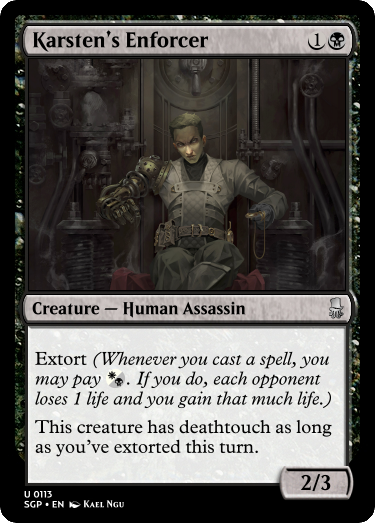 Karsten's Enforcer 1
Creature — Human Assassin
Extort (Whenever you cast a spell, you
may pay . If you do, each opponent
loses 1 life and you gain that much life.)
This creature has deathtouch as long
as you've extorted this turn.
2/3
U 0113
SGP • EN Kael Ngu